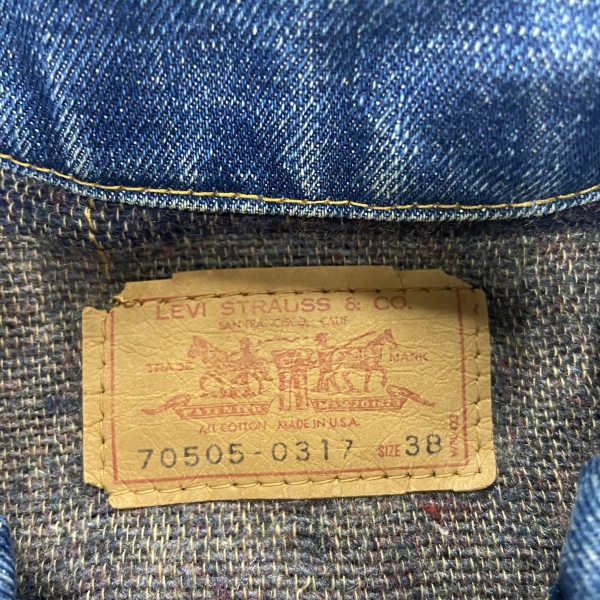 LEVI STRAUSS & CO.
SAN FRANCISCO, CALIF.
TRADE MARK
ALL COTTON MADE IN U.S.A.
70505-0317 SIZE 38